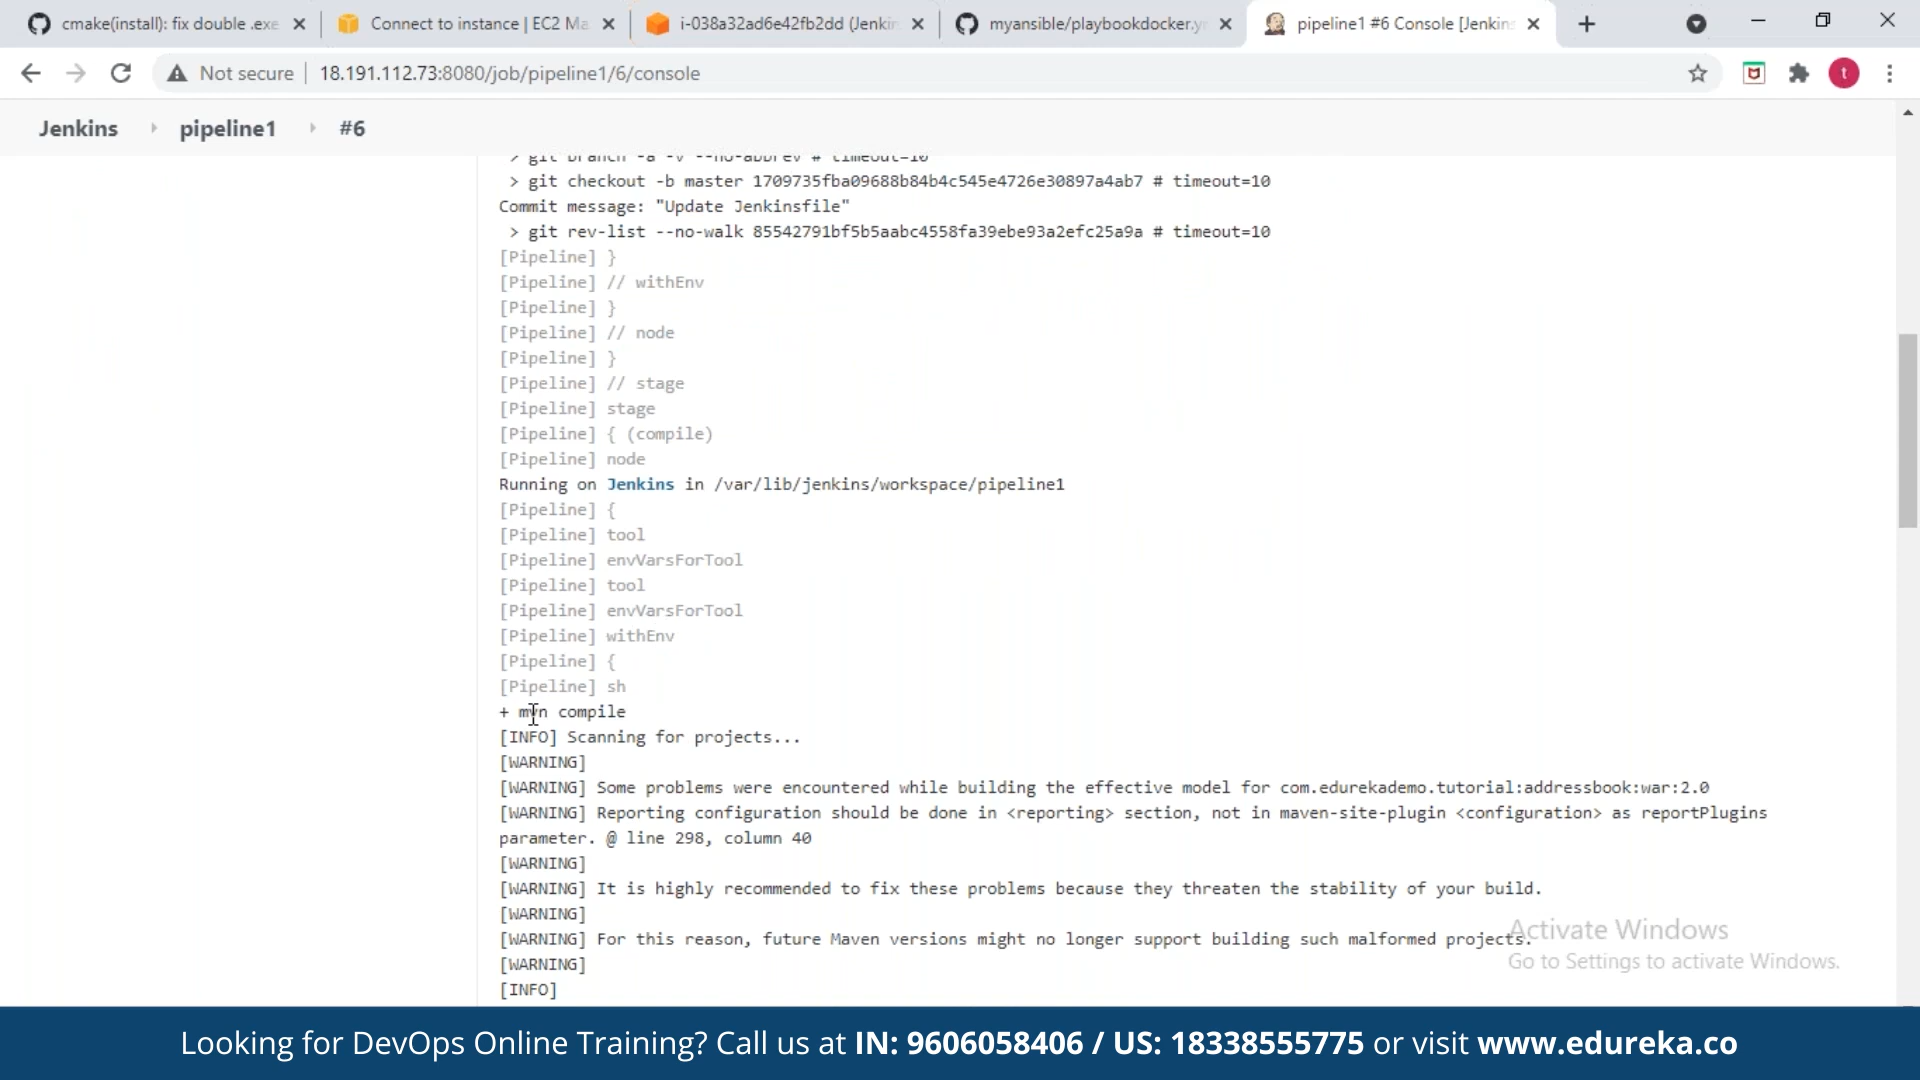 cmake(install): fix double .exe
Connect to instance | EC2 Ma
i-038a32ad6e42fb2dd (Jenkin
myansible/playbookdocker.y
pipeline1 #6 Console [Jenkins
Not secure
18.191.112.73:8080/job/pipeline1/6/console
t
Jenkins
pipeline1
#6
> git branch -a -v --no-abbrev # timeout=10
> git checkout -b master 1709735fba09688b84b4c545e4726e30897a4ab7 # timeout=10
Commit message: "Update Jenkinsfile"
> git rev-list --no-walk 85542791bf5b5aabc4558fa39ebe93a2efc25a9a # timeout=10
[Pipeline] }
[Pipeline] // withEnv
[Pipeline] }
[Pipeline] // node
[Pipeline] }
[Pipeline] // stage
[Pipeline] stage
[Pipeline] { (compile)
[Pipeline] node
Running on Jenkins in /var/lib/jenkins/workspace/pipeline1
[Pipeline] {
[Pipeline] tool
[Pipeline] envVarsForTool
[Pipeline] tool
[Pipeline] envVarsForTool
[Pipeline] withEnv
[Pipeline] {
[Pipeline] sh
+ mvn compile
[INFO] Scanning for projects...
[WARNING]
[WARNING] Some problems were encountered while building the effective model for com.edurekademo.tutorial:addressbook:war:2.0
[WARNING] Reporting configuration should be done in <reporting> section, not in maven-site-plugin <configuration> as reportPlugins
parameter. @ line 298, column 40
[WARNING]
[WARNING] It is highly recommended to fix these problems because they threaten the stability of your build.
[WARNING]
[WARNING] For this reason, future Maven versions might no longer support building such malformed projects.
[WARNING]
[INFO]
Activate Windows
Go to Settings to activate Windows.
Looking for DevOps Online Training? Call us at IN: 9606058406 / US: 18338555775 or visit www.edureka.co